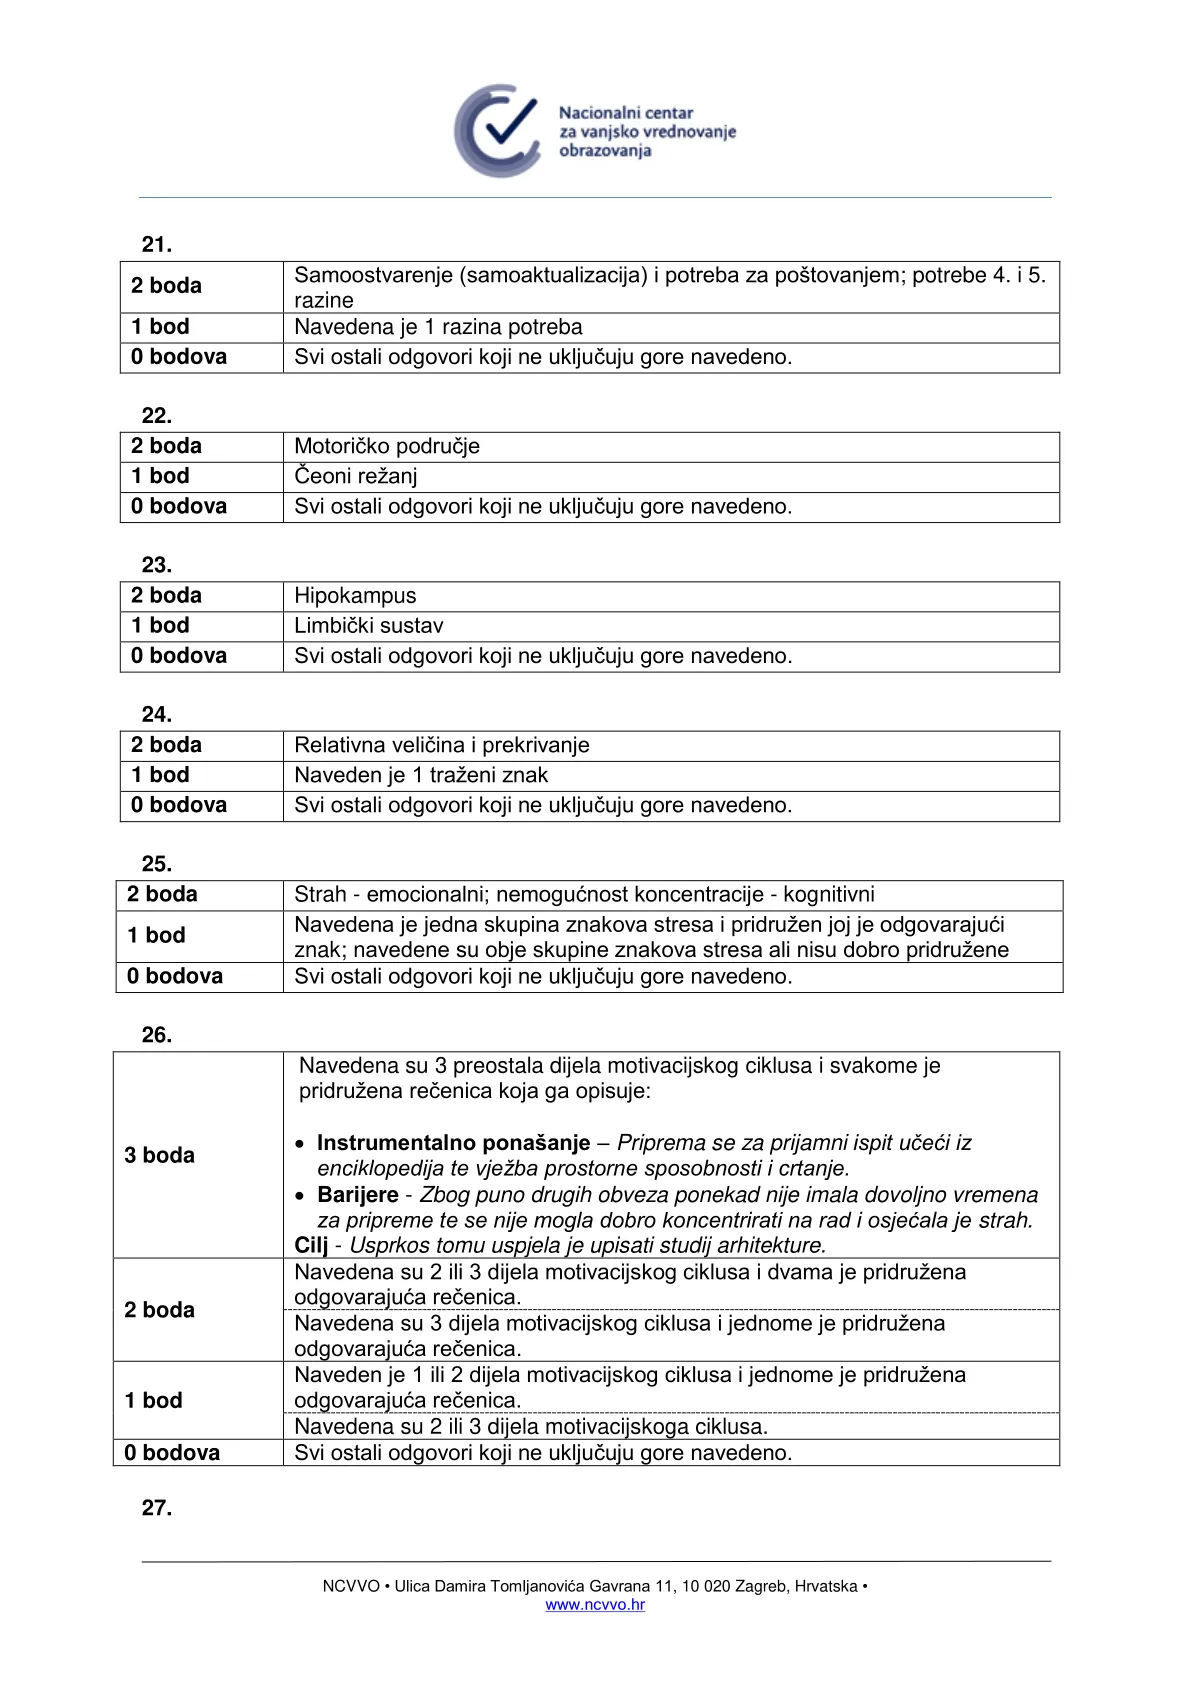 Nacionalni centar
za vanjsko vrednovanje
obrazovanja
21.
2 boda
Samoostvarenje (samoaktualizacija) i potreba za poštovanjem; potrebe 4. i 5.
razine
1 bod
Navedena je 1 razina potreba
0 bodova
Svi ostali odgovori koji ne uključuju gore navedeno.
22.
2 boda
Motoričko područje
1 bod
Čeoni režanj
0 bodova
Svi ostali odgovori koji ne uključuju gore navedeno.
23.
2 boda
Hipokampus
1 bod
Limbički sustav
0 bodova
Svi ostali odgovori koji ne uključuju gore navedeno.
24.
2 boda
Relativna veličina i prekrivanje
1 bod
Naveden je 1 traženi znak
0 bodova
Svi ostali odgovori koji ne uključuju gore navedeno.
25.
2 boda
Strah - emocionalni; nemogućnost koncentracije - kognitivni
1 bod
Navedena je jedna skupina znakova stresa i pridružen joj je odgovarajući
znak; navedene su obje skupine znakova stresa ali nisu dobro pridružene
0 bodova
Svi ostali odgovori koji ne uključuju gore navedeno.
26.
3 boda
Navedena su 3 preostala dijela motivacijskog ciklusa i svakome je
pridružena rečenica koja ga opisuje:
• Instrumentalno ponašanje – Priprema se za prijamni ispit učeći iz
enciklopedija te vježba prostorne sposobnosti i crtanje.
• Barijere - Zbog puno drugih obveza ponekad nije imala dovoljno vremena
za pripreme te se nije mogla dobro koncentrirati na rad i osjećala je strah.
Cilj - Usprkos tomu uspjela je upisati studij arhitekture.
2 boda
Navedena su 2 ili 3 dijela motivacijskog ciklusa i dvama je pridružena
odgovarajuća rečenica.
Navedena su 3 dijela motivacijskog ciklusa i jednome je pridružena
odgovarajuća rečenica.
1 bod
Naveden je 1 ili 2 dijela motivacijskog ciklusa i jednome je pridružena
odgovarajuća rečenica.
Navedena su 2 ili 3 dijela motivacijskoga ciklusa.
0 bodova
Svi ostali odgovori koji ne uključuju gore navedeno.
27.
NCVVO • Ulica Damira Tomljanovića Gavrana 11, 10 020 Zagreb, Hrvatska •
www.ncvvo.hr